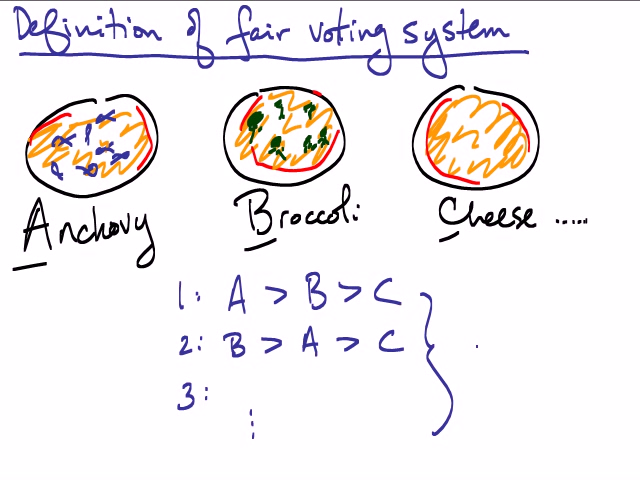 Definition of fair voting system
Anchovy Broccoli Cheese .....
1: A > B > C
2: B > A > C
3:
⋮